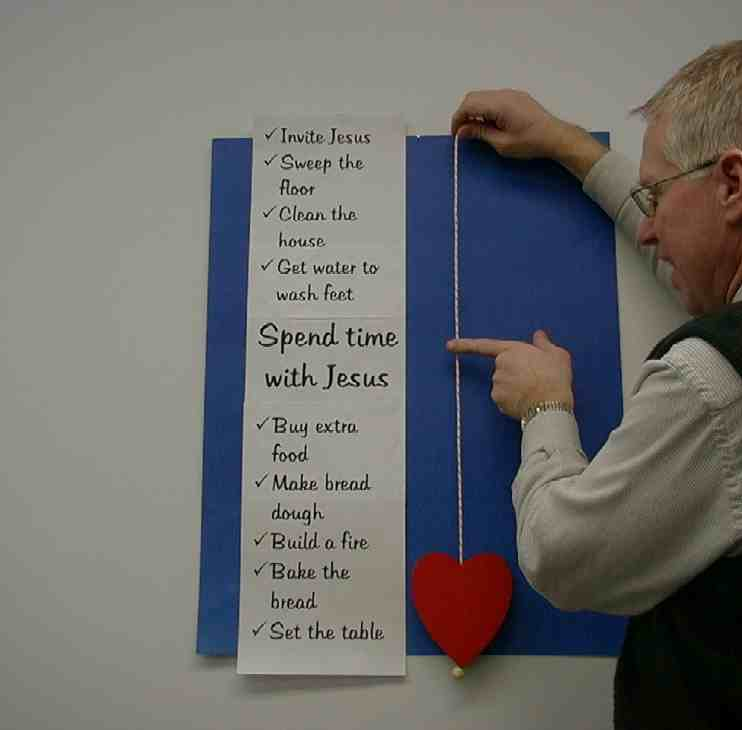 ✓ Invite Jesus
✓ Sweep the
floor
✓ Clean the
house
✓ Get water to
wash feet
Spend time
with Jesus
✓ Buy extra
food
✓ Make bread
dough
✓ Build a fire
✓ Bake the
bread
✓ Set the table